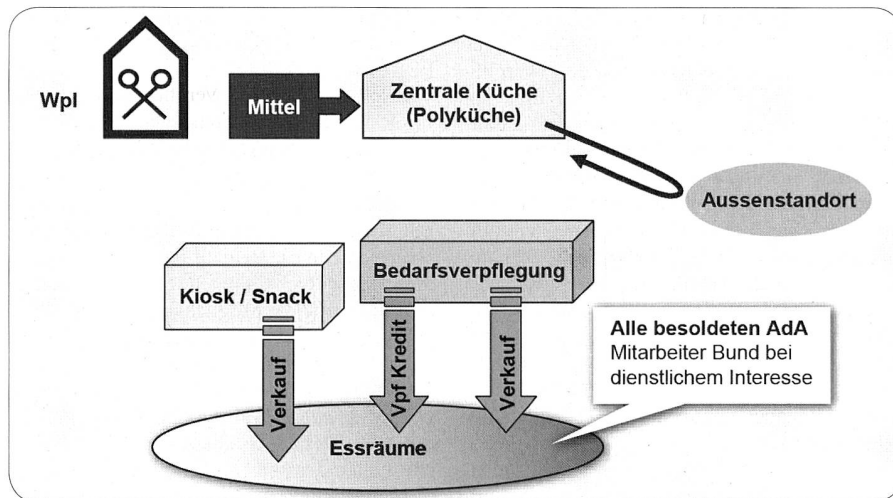 Wpl
Mittel
Zentrale Küche
(Polyküche)
Aussenstandort
Kiosk / Snack
Bedarfsverpflegung
Verkauf
Vpf Kredit
Verkauf
Alle besoldeten AdA
Mitarbeiter Bund bei
dienstlichem Interesse
Essräume